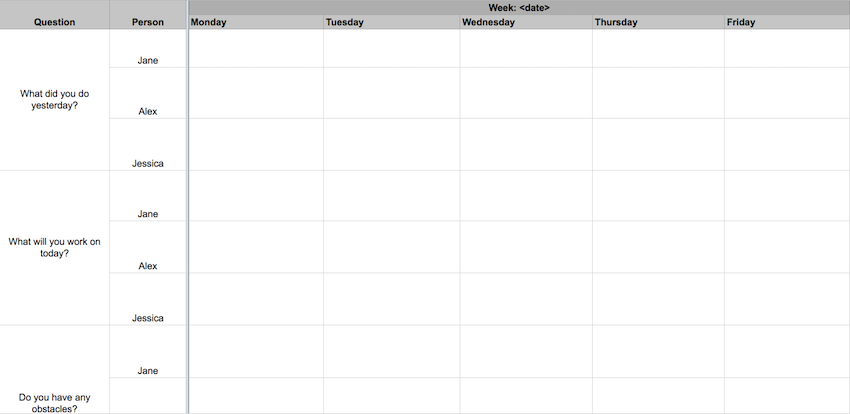 Week: <date>
Question Person Monday Tuesday Wednesday Thursday Friday
Jane
What did you do
yesterday?
Alex
Jessica
Jane
What will you work on
today?
Alex
Jessica
Jane
Do you have any
obstacles?